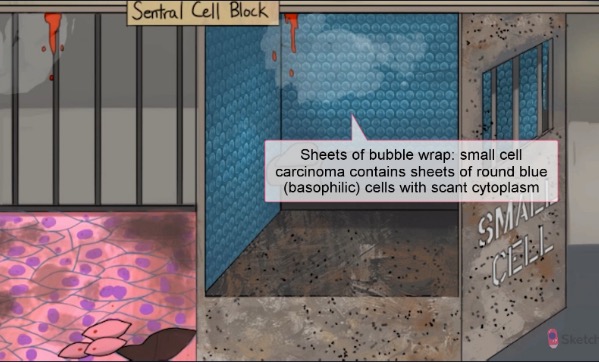 Sentral Cell Block
Sheets of bubble wrap: small cell
carcinoma contains sheets of round blue
(basophilic) cells with scant cytoplasm
SMALL
CELL
Sketch